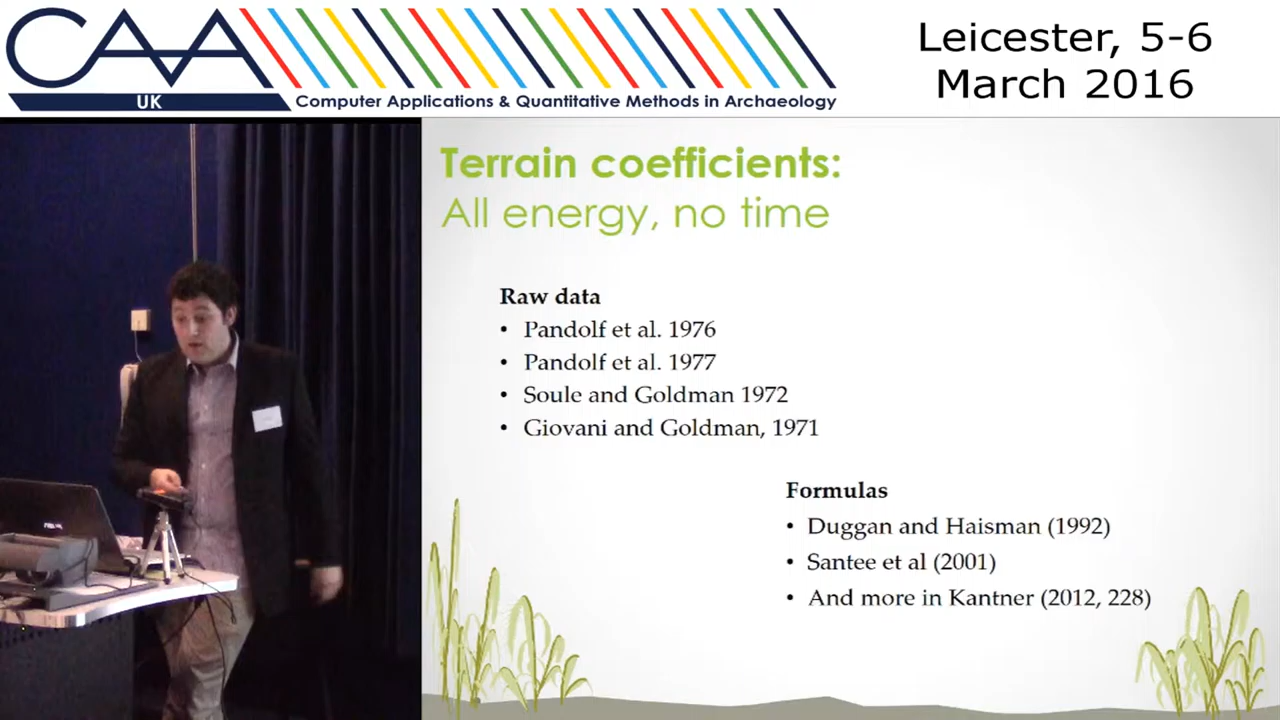 CAA
UK
Computer Applications & Quantitative Methods in Archaeology
Leicester, 5-6
March 2016
Terrain coefficients:
All energy, no time
Raw data
• Pandolf et al. 1976
• Pandolf et al. 1977
• Soule and Goldman 1972
• Giovani and Goldman, 1971
Formulas
• Duggan and Haisman (1992)
• Santee et al (2001)
• And more in Kantner (2012, 228)